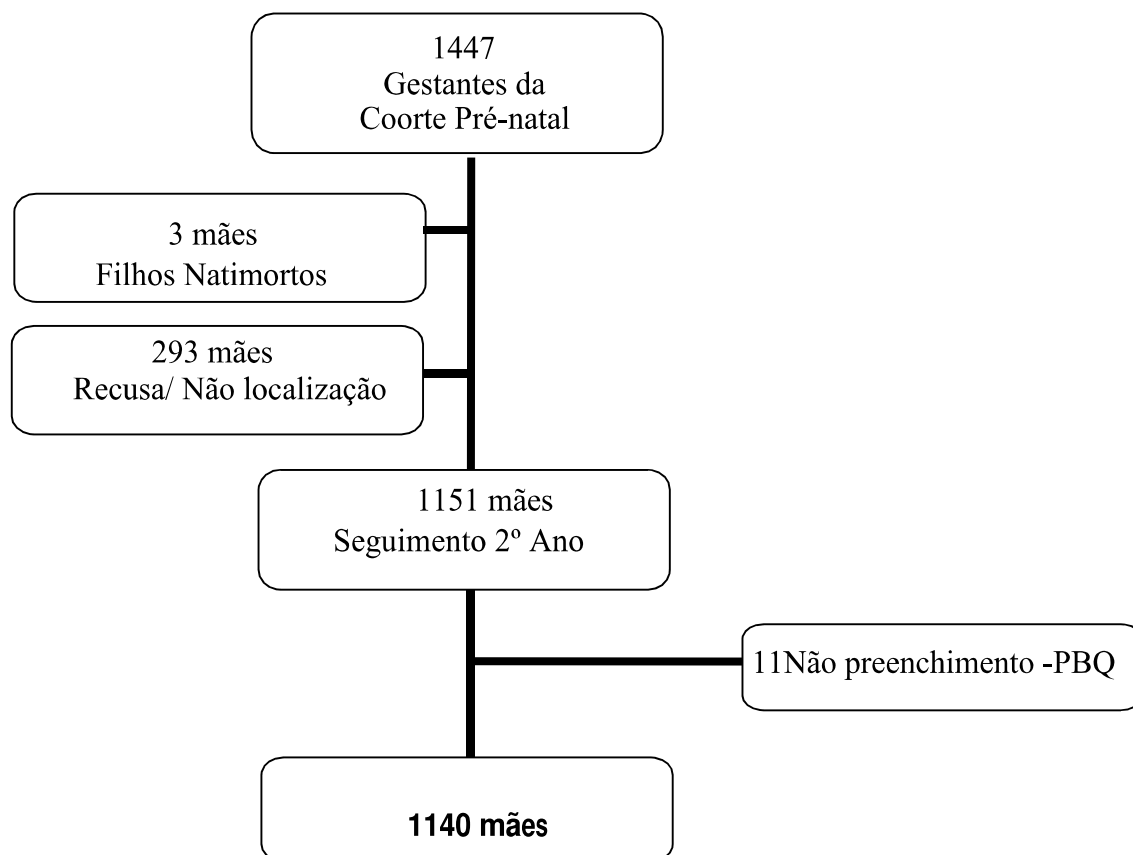 1447
Gestantes da
Coorte Pré-natal
3 mães
Filhos Natimortos
293 mães
Recusa/ Não localização
1151 mães
Seguimento 2º Ano
11Não preenchimento -PBQ
1140 mães